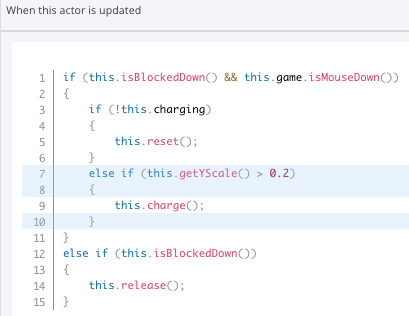 When this actor is updated
1 if (this.isBlockedDown() && this.game.isMouseDown())
2 {
3     if (!this.charging)
4     {
5         this.reset();
6     }
7     else if (this.getYScale() > 0.2)
8     {
9         this.charge();
10     }
11 }
12 else if (this.isBlockedDown())
13 {
14     this.release();
15 }